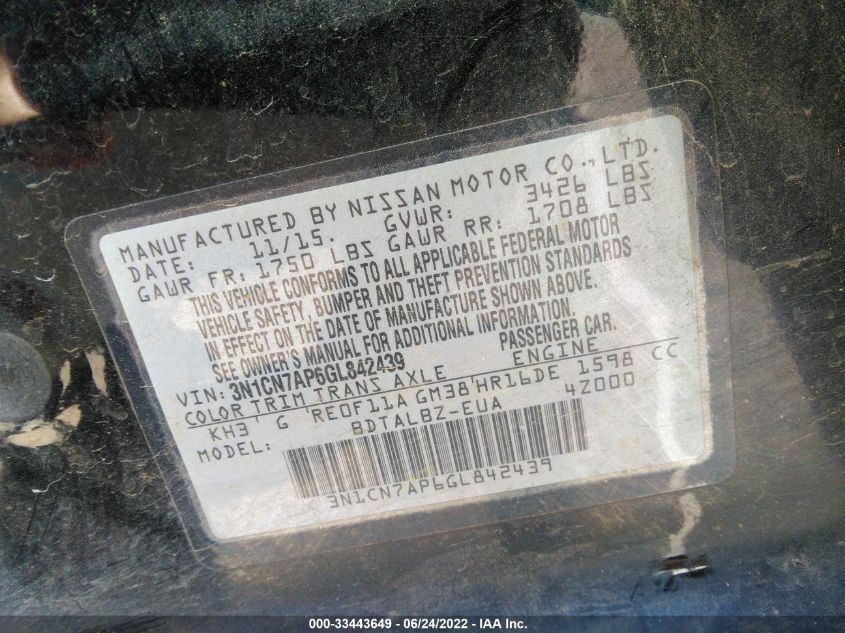 MANUFACTURED BY NISSAN MOTOR CO., LTD.
DATE: 11/15. GVWR: 3426 LBS
GAWR FR: 1750 LBS GAWR RR: 1708 LBS
THIS VEHICLE CONFORMS TO ALL APPLICABLE FEDERAL MOTOR
VEHICLE SAFETY, BUMPER AND THEFT PREVENTION STANDARDS
IN EFFECT ON THE DATE OF MANUFACTURE SHOWN ABOVE.
SEE OWNER'S MANUAL FOR ADDITIONAL INFORMATION.
VIN: 3N1CN7AP6GL842439 PASSENGER CAR.
COLOR TRIM TRANS AXLE ENGINE
KH3 G RE0F11A GM38 HR16DE 1598 CC
MODEL: BDTALBZ-EUA 4Z000
3N1CN7AP6GL842439
000-33443649 / 06/24/2022 - IAA Inc.